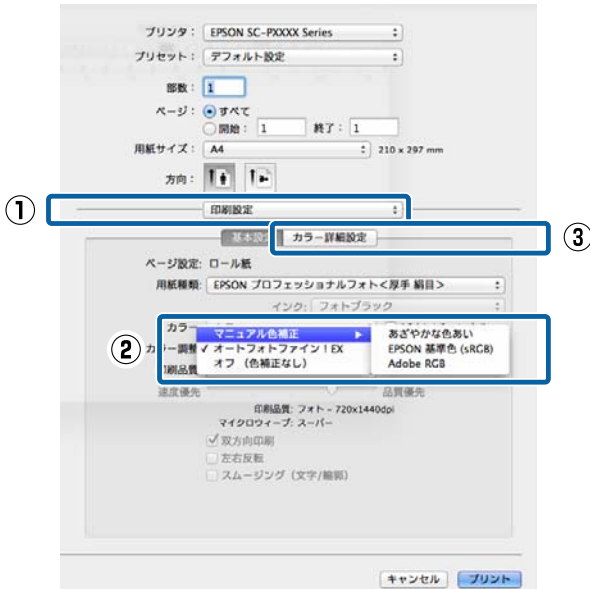 プリンタ： EPSON SC-PXXXX Series
プリセット： デフォルト設定
部数： 1
ページ： すべて
開始： 1 終了： 1
用紙サイズ： A4 210 x 297 mm
方向：
① 印刷設定
基本設 カラー詳細設定 ③
ページ設定: ロール紙
用紙種類: EPSON プロフェッショナルフォト<厚手 絹目>
インク: フォトブラック
カラー
② マニュアル色補正 あざやかな色あい
カラー調整 ✓ オートフォトファイン！EX EPSON 基準色 (sRGB)
印刷品質 オフ（色補正なし） Adobe RGB
速度優先 品質優先
印刷品質: フォト - 720x1440dpi
マイクロウィーブ: スーパー
双方向印刷
左右反転
スムージング（文字/輪郭）
キャンセル プリント